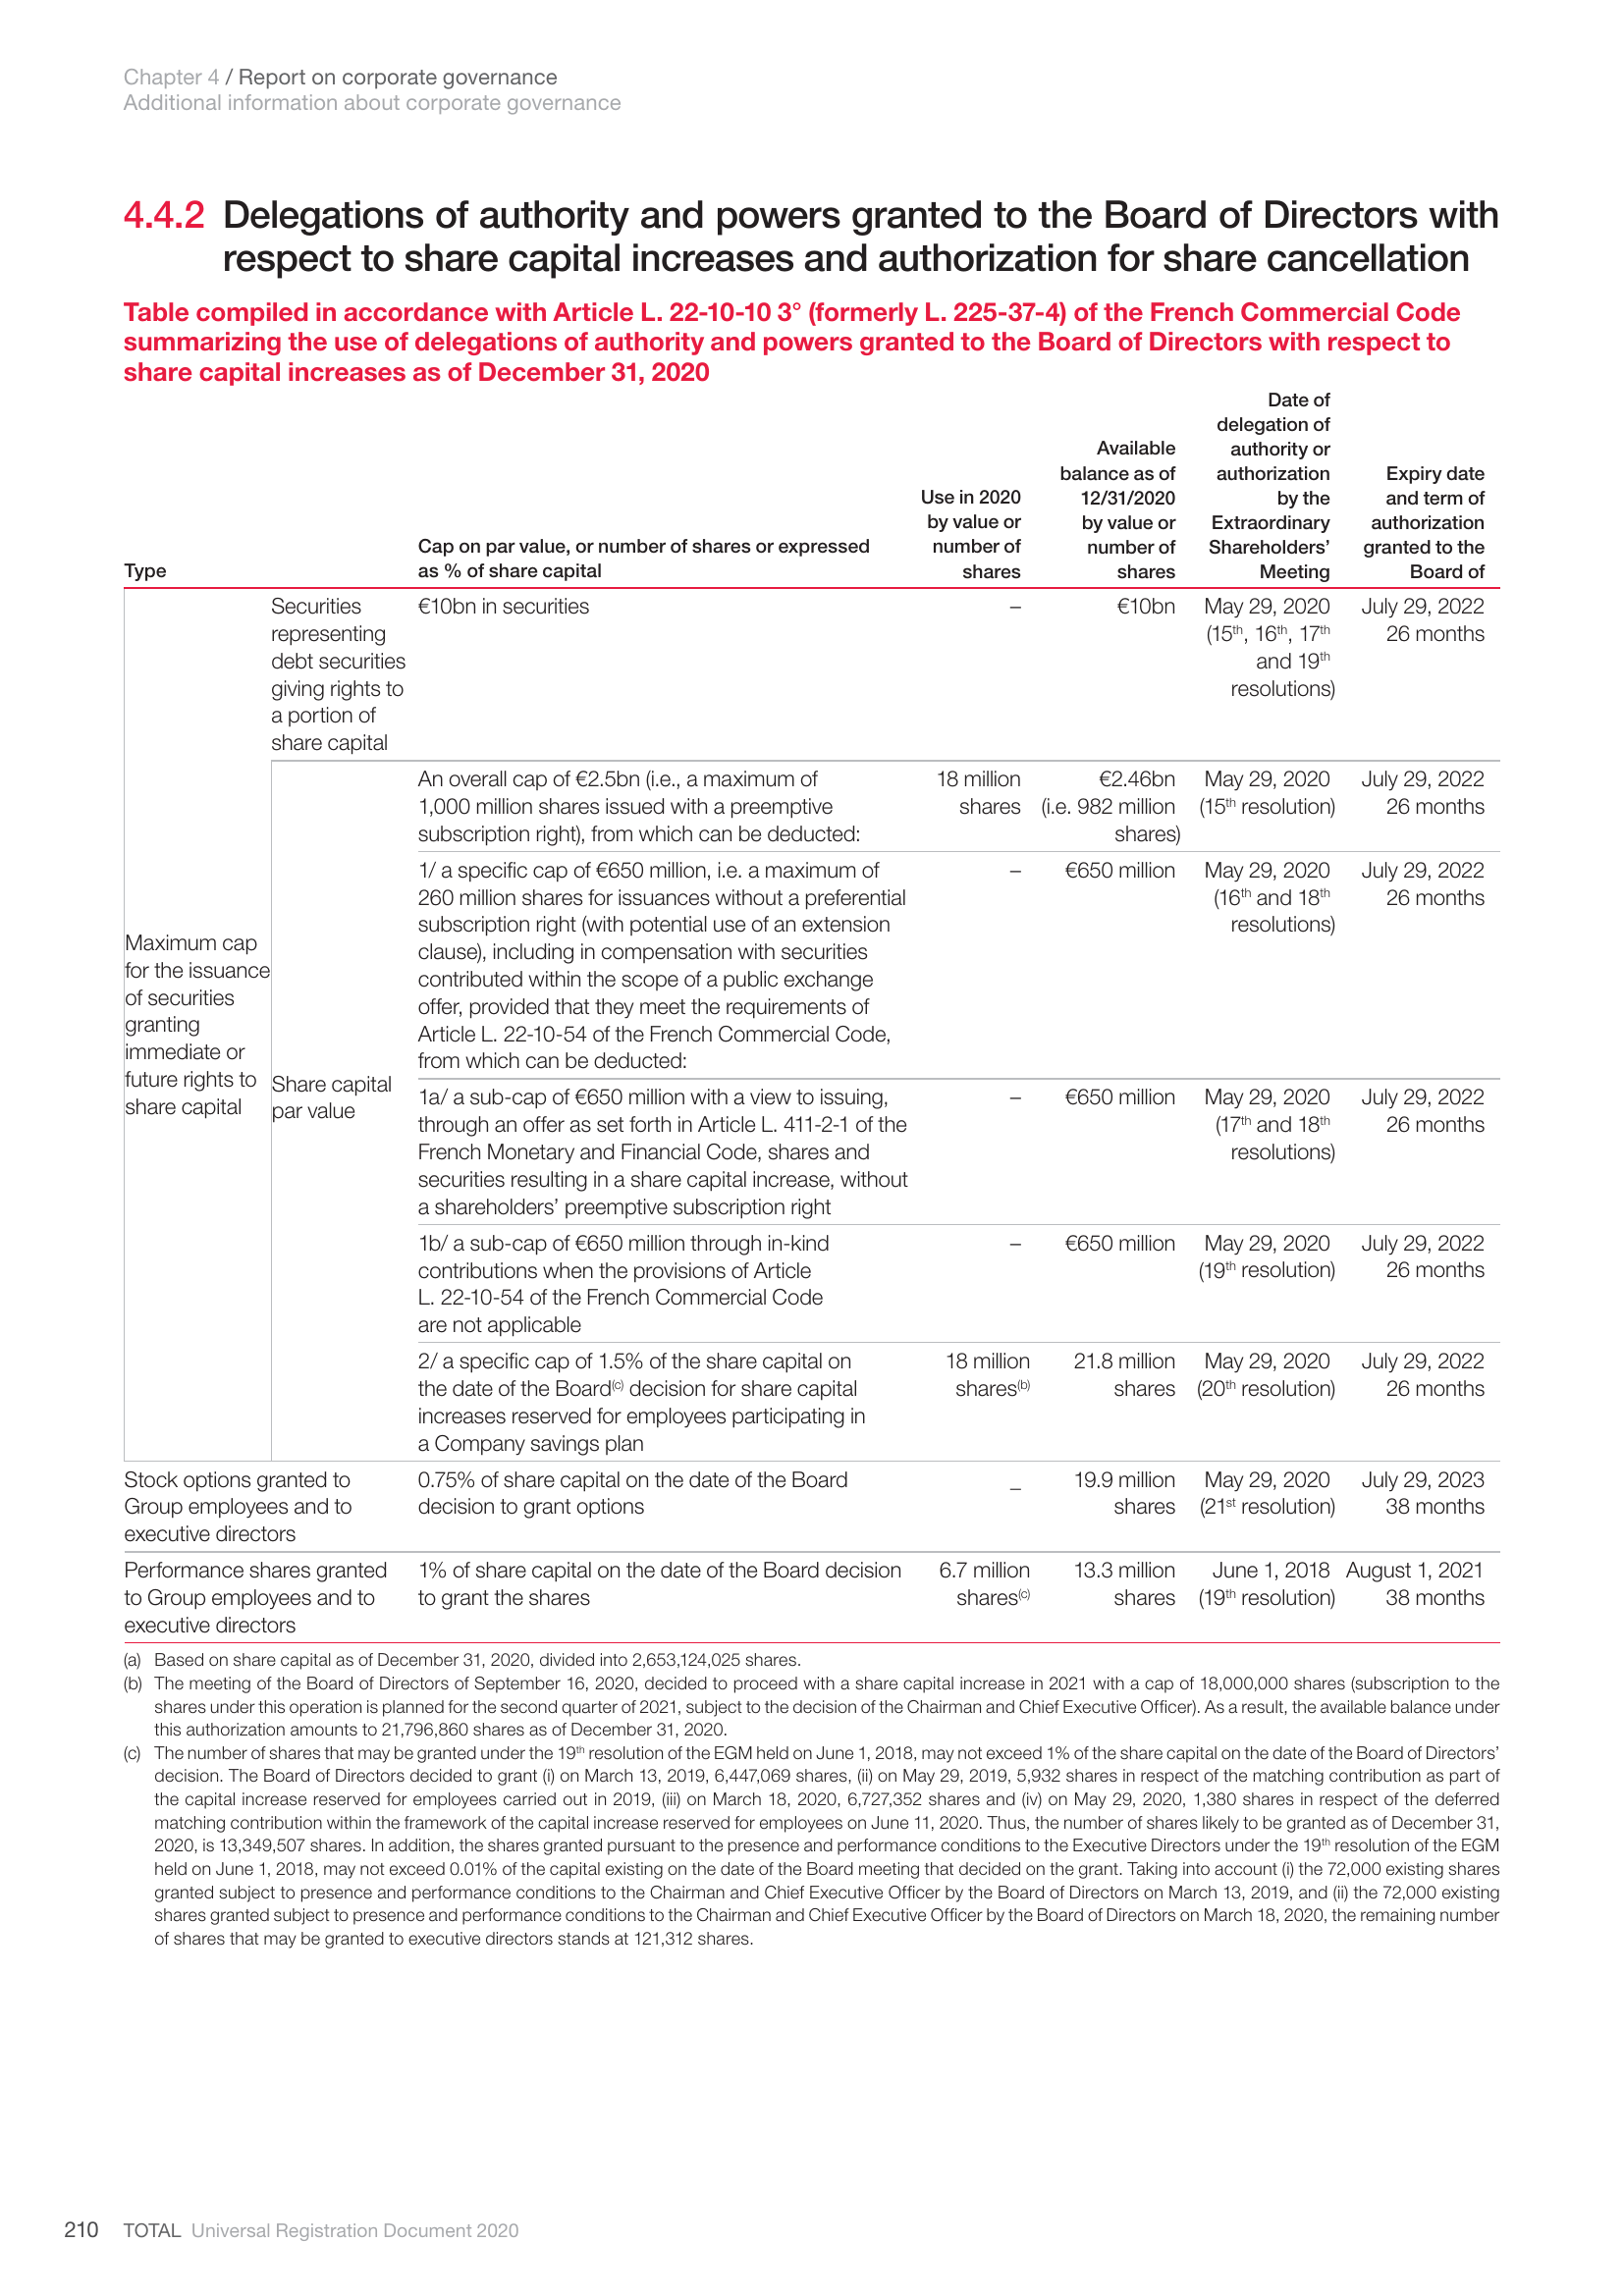 Chapter 4 / Report on corporate governance
Additional information about corporate governance
4.4.2 Delegations of authority and powers granted to the Board of Directors with
respect to share capital increases and authorization for share cancellation
Table compiled in accordance with Article L. 22-10-10 3° (formerly L. 225-37-4) of the French Commercial Code
summarizing the use of delegations of authority and powers granted to the Board of Directors with respect to
share capital increases as of December 31, 2020
Type
Cap on par value, or number of shares or expressed
as % of share capital
Use in 2020
by value or
number of
shares
Available
balance as of
12/31/2020
by value or
number of
shares
Date of
delegation of
authority or
authorization
by the
Extraordinary
Shareholders’
Meeting
Expiry date
and term of
authorization
granted to the
Board of
Maximum cap
for the issuance
of securities
granting
immediate or
future rights to
share capital
Securities
representing
debt securities
giving rights to
a portion of
share capital
€10bn in securities
–
€10bn
May 29, 2020
(15th, 16th, 17th
and 19th
resolutions)
July 29, 2022
26 months
Share capital
par value
An overall cap of €2.5bn (i.e., a maximum of
1,000 million shares issued with a preemptive
subscription right), from which can be deducted:
18 million
shares
€2.46bn
(i.e. 982 million
shares)
May 29, 2020
(15th resolution)
July 29, 2022
26 months
1/ a specific cap of €650 million, i.e. a maximum of
260 million shares for issuances without a preferential
subscription right (with potential use of an extension
clause), including in compensation with securities
contributed within the scope of a public exchange
offer, provided that they meet the requirements of
Article L. 22-10-54 of the French Commercial Code,
from which can be deducted:
–
€650 million
May 29, 2020
(16th and 18th
resolutions)
July 29, 2022
26 months
1a/ a sub-cap of €650 million with a view to issuing,
through an offer as set forth in Article L. 411-2-1 of the
French Monetary and Financial Code, shares and
securities resulting in a share capital increase, without
a shareholders’ preemptive subscription right
–
€650 million
May 29, 2020
(17th and 18th
resolutions)
July 29, 2022
26 months
1b/ a sub-cap of €650 million through in-kind
contributions when the provisions of Article
L. 22-10-54 of the French Commercial Code
are not applicable
–
€650 million
May 29, 2020
(19th resolution)
July 29, 2022
26 months
2/ a specific cap of 1.5% of the share capital on
the date of the Board(c) decision for share capital
increases reserved for employees participating in
a Company savings plan
18 million
shares(b)
21.8 million
shares
May 29, 2020
(20th resolution)
July 29, 2022
26 months
Stock options granted to
Group employees and to
executive directors
0.75% of share capital on the date of the Board
decision to grant options
–
19.9 million
shares
May 29, 2020
(21st resolution)
July 29, 2023
38 months
Performance shares granted
to Group employees and to
executive directors
1% of share capital on the date of the Board decision
to grant the shares
6.7 million
shares(c)
13.3 million
shares
June 1, 2018
(19th resolution)
August 1, 2021
38 months
(a) Based on share capital as of December 31, 2020, divided into 2,653,124,025 shares.
(b) The meeting of the Board of Directors of September 16, 2020, decided to proceed with a share capital increase in 2021 with a cap of 18,000,000 shares (subscription to the
shares under this operation is planned for the second quarter of 2021, subject to the decision of the Chairman and Chief Executive Officer). As a result, the available balance under
this authorization amounts to 21,796,860 shares as of December 31, 2020.
(c) The number of shares that may be granted under the 19th resolution of the EGM held on June 1, 2018, may not exceed 1% of the share capital on the date of the Board of Directors’
decision. The Board of Directors decided to grant (i) on March 13, 2019, 6,447,069 shares, (ii) on May 29, 2019, 5,932 shares in respect of the matching contribution as part of
the capital increase reserved for employees carried out in 2019, (iii) on March 18, 2020, 6,727,352 shares and (iv) on May 29, 2020, 1,380 shares in respect of the deferred
matching contribution within the framework of the capital increase reserved for employees on June 11, 2020. Thus, the number of shares likely to be granted as of December 31,
2020, is 13,349,507 shares. In addition, the shares granted pursuant to the presence and performance conditions to the Executive Directors under the 19th resolution of the EGM
held on June 1, 2018, may not exceed 0.01% of the capital existing on the date of the Board meeting that decided on the grant. Taking into account (i) the 72,000 existing shares
granted subject to presence and performance conditions to the Chairman and Chief Executive Officer by the Board of Directors on March 13, 2019, and (ii) the 72,000 existing
shares granted subject to presence and performance conditions to the Chairman and Chief Executive Officer by the Board of Directors on March 18, 2020, the remaining number
of shares that may be granted to executive directors stands at 121,312 shares.
210 TOTAL Universal Registration Document 2020